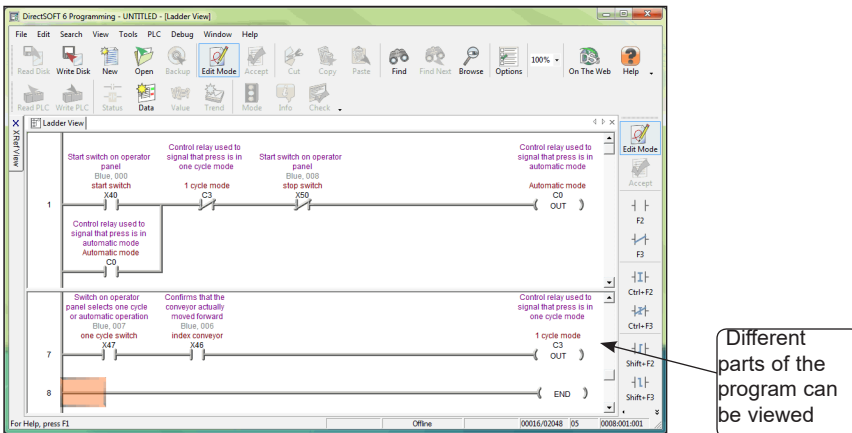 DirectSOFT 6 Programming - UNTITLED - [Ladder View]
File Edit Search View Tools PLC Debug Window Help
Read Disk Write Disk New Open Backup Edit Mode Accept Cut Copy Paste Find Find Next Browse Options 100% On The Web Help
Read PLC Write PLC Status Data Value Trend Mode Info Check
XRef View
Ladder View
Start switch on operator
panel
Blue, 000
start switch
X40
Control relay used to
signal that press is in
one cycle mode
1 cycle mode
C3
Start switch on operator
panel
Blue, 008
stop switch
X50
Control relay used to
signal that press is in
automatic mode
Automatic mode
C0
1
OUT
Control relay used to
signal that press is in
automatic mode
Automatic mode
C0
Switch on operator
panel selects one cycle
or automatic operation
Blue, 007
one cycle switch
X47
Confirms that the
conveyor actually
moved forward
Blue, 006
index conveyor
X46
Control relay used to
signal that press is in
one cycle mode
1 cycle mode
C3
7
OUT
8
END
Edit Mode
Accept
F2
F3
Ctrl+F2
Ctrl+F3
Shift+F2
Shift+F3
For Help, press F1
Offline
00016/02048
05
0008:001:001
Different
parts of the
program can
be viewed